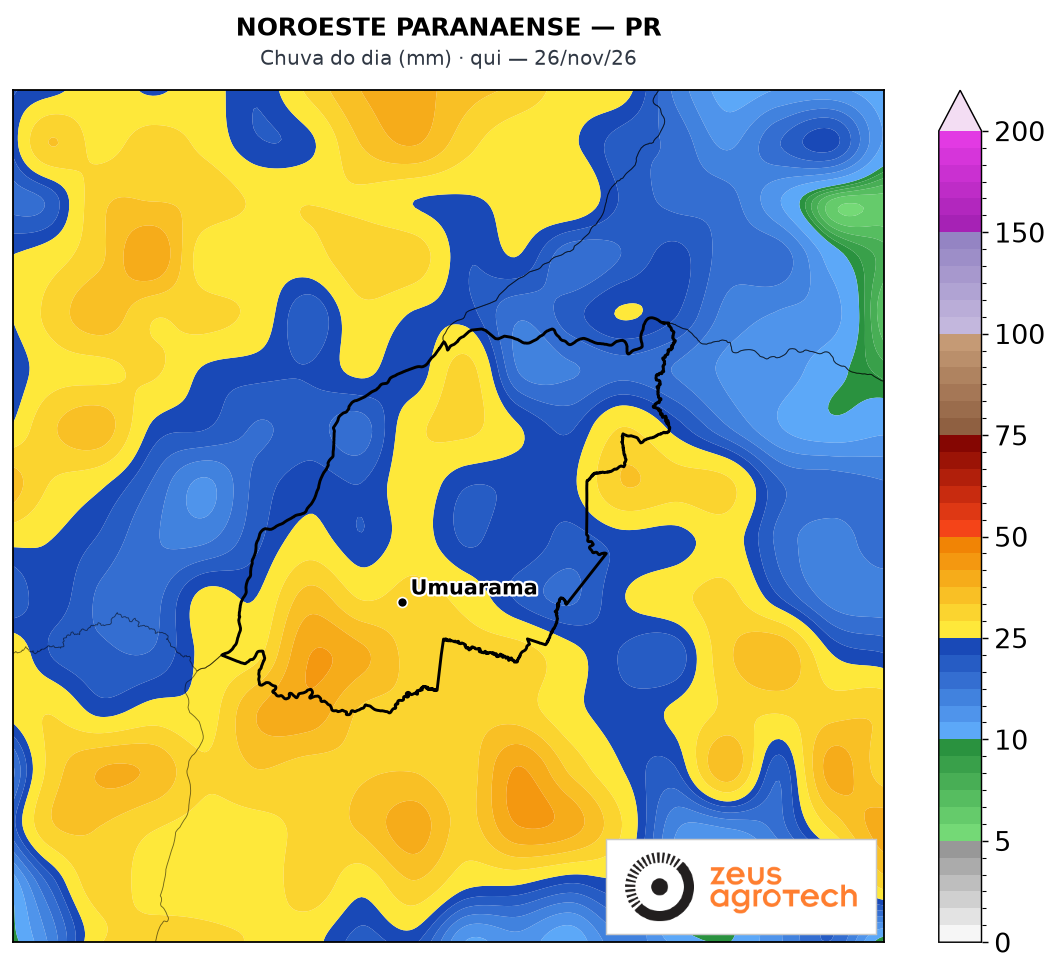 NOROESTE PARANAENSE — PR
Chuva do dia (mm) · qui — 26/nov/26
200
150
100
75
50
25
10
5
0
Umuarama
zeus
agrotech